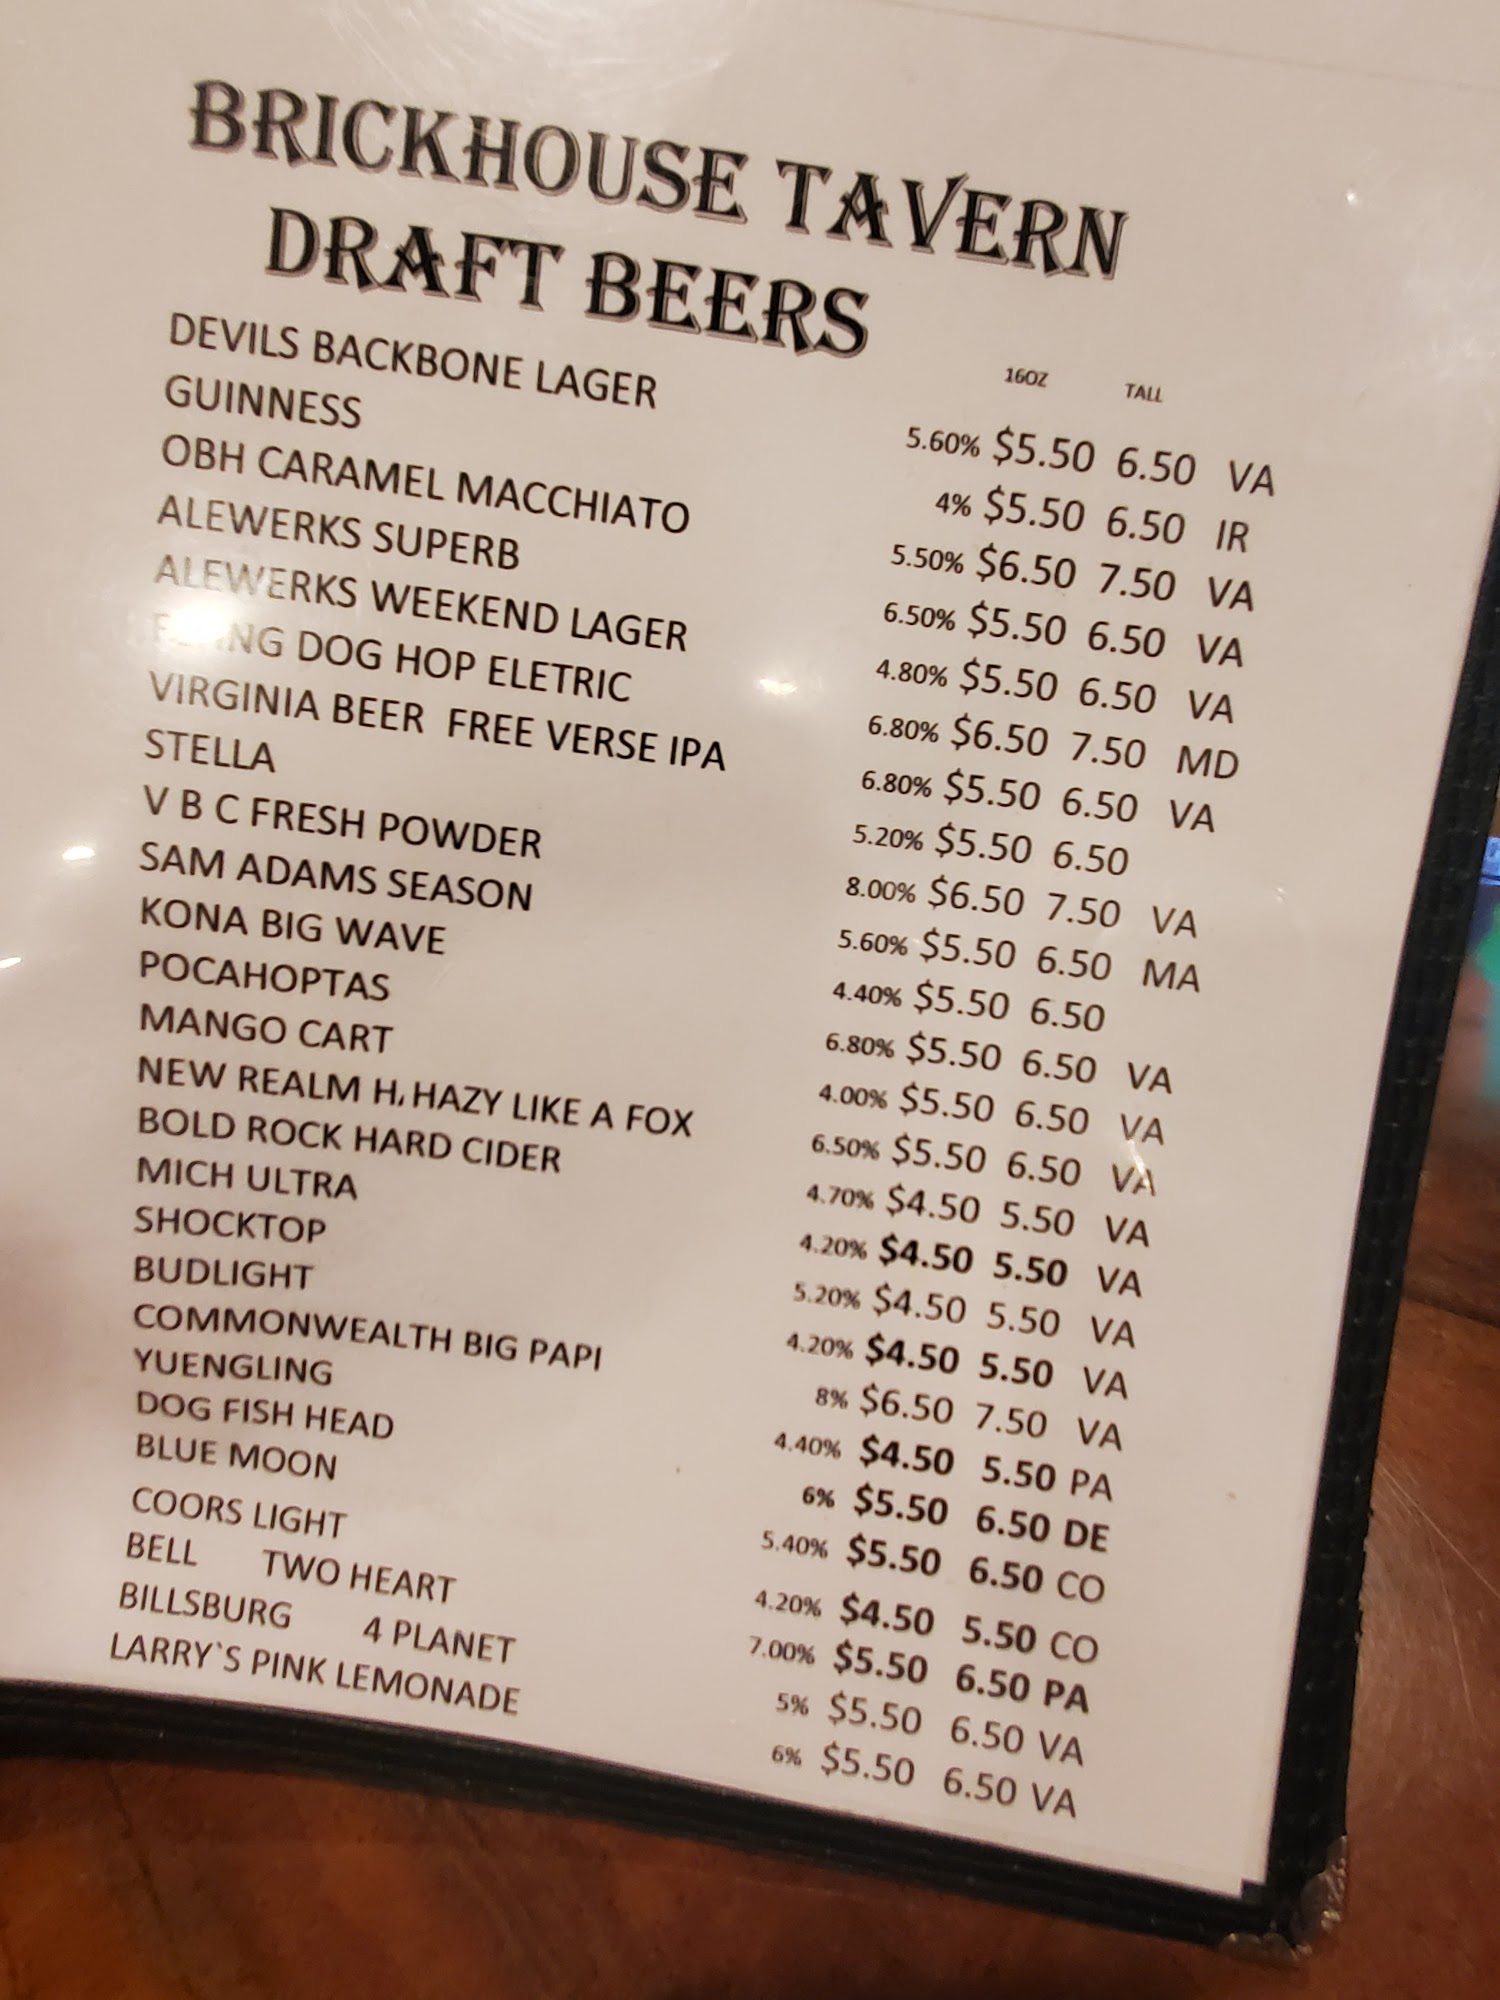 BRICKHOUSE TAVERN
DRAFT BEERS
16OZ TALL
DEVILS BACKBONE LAGER 5.60% $5.50 6.50 VA
GUINNESS 4% $5.50 6.50 IR
OBH CARAMEL MACCHIATO 5.50% $6.50 7.50 VA
ALEWERKS SUPERB 6.50% $5.50 6.50 VA
ALEWERKS WEEKEND LAGER 4.80% $5.50 6.50 VA
DOG HOP ELETRIC 6.80% $6.50 7.50 MD
VIRGINIA BEER FREE VERSE IPA 6.80% $5.50 6.50 VA
STELLA 5.20% $5.50 6.50
V B C FRESH POWDER 8.00% $6.50 7.50 VA
SAM ADAMS SEASON 5.60% $5.50 6.50 MA
KONA BIG WAVE 4.40% $5.50 6.50
POCAHOPTAS 6.80% $5.50 6.50 VA
MANGO CART 4.00% $5.50 6.50 VA
NEW REALM H, HAZY LIKE A FOX 6.50% $5.50 6.50 VA
BOLD ROCK HARD CIDER 4.70% $4.50 5.50 VA
MICH ULTRA 4.20% $4.50 5.50 VA
SHOCKTOP 5.20% $4.50 5.50 VA
BUDLIGHT 4.20% $4.50 5.50 VA
COMMONWEALTH BIG PAPI 8% $6.50 7.50 VA
YUENGLING 4.40% $4.50 5.50 PA
DOG FISH HEAD 6% $5.50 6.50 DE
BLUE MOON 5.40% $5.50 6.50 CO
COORS LIGHT 4.20% $4.50 5.50 CO
BELL TWO HEART 7.00% $5.50 6.50 PA
BILLSBURG 4 PLANET 5% $5.50 6.50 VA
LARRY`S PINK LEMONADE 6% $5.50 6.50 VA